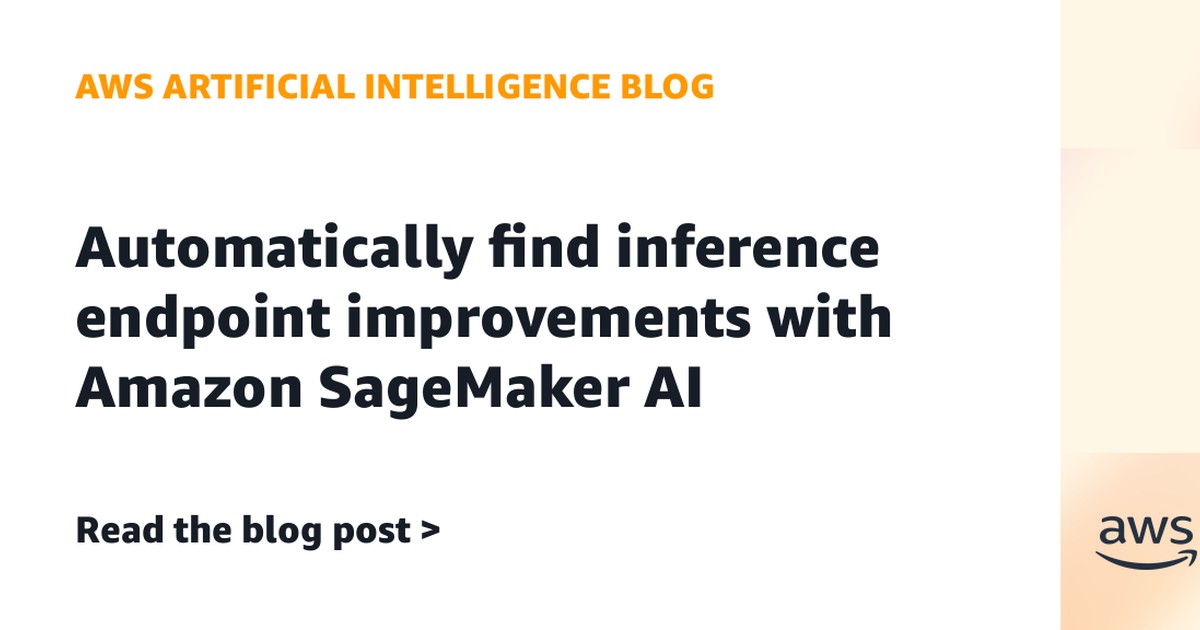 AWS ARTIFICIAL INTELLIGENCE BLOG
Automatically find inference
endpoint improvements with
Amazon SageMaker AI
Read the blog post >
aws